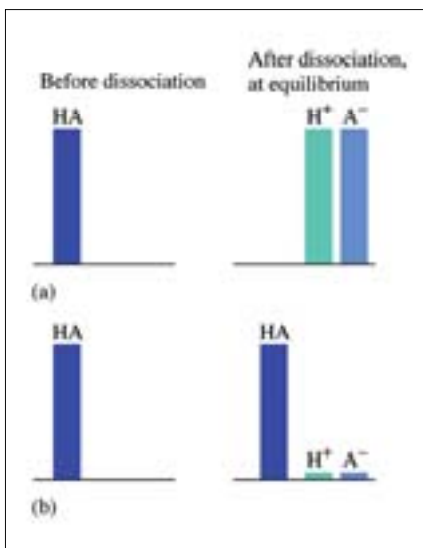 Before dissociation
After dissociation,
at equilibrium
HA
H⁺ A⁻
(a)
HA
HA
H⁺ A⁻
(b)